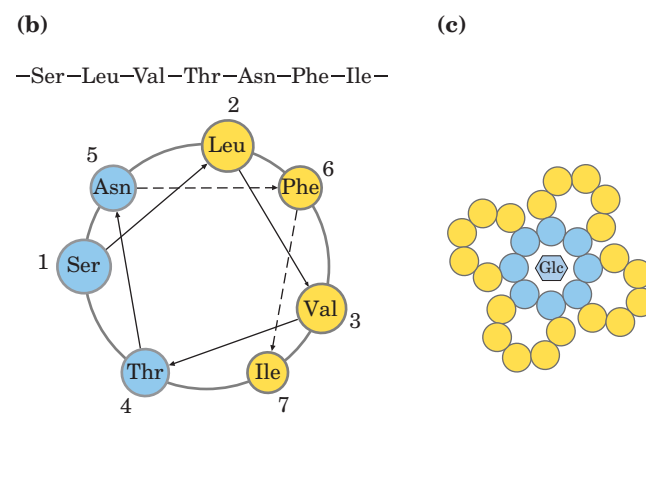 (b)
(c)
–Ser–Leu–Val–Thr–Asn–Phe–Ile–
2
Leu
5
Asn
6
Phe
1
Ser
Glc
Val
3
Thr
4
Ile
7